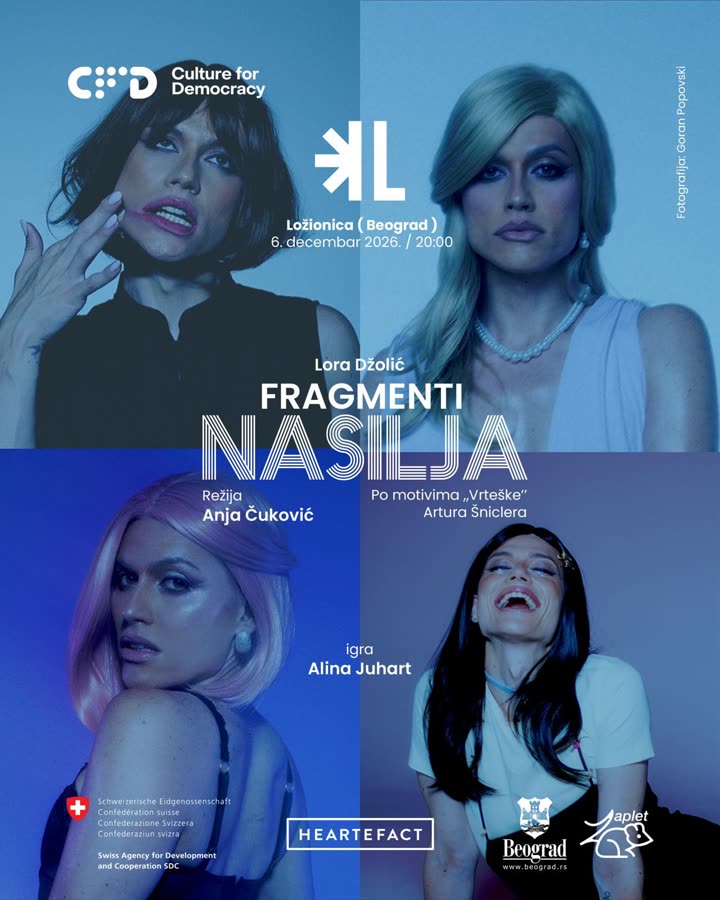 CFD
Culture for
Democracy
Fotografija: Goran Popovski
L
Ložionica ( Beograd )
6. decembar 2026. / 20:00
Lora Džolić
FRAGMENTI
NASILJA
Režija
Anja Čuković
Po motivima ,,Vrteške’’
Artura Šniclera
igra
Alina Juhart
Schweizerische Eidgenossenschaft
Confédération suisse
Confederazione Svizzera
Confederaziun svizra
Swiss Agency for Development
and Cooperation SDC
HEARTEFACT
Beograd
www.beograd.rs
Zaplet